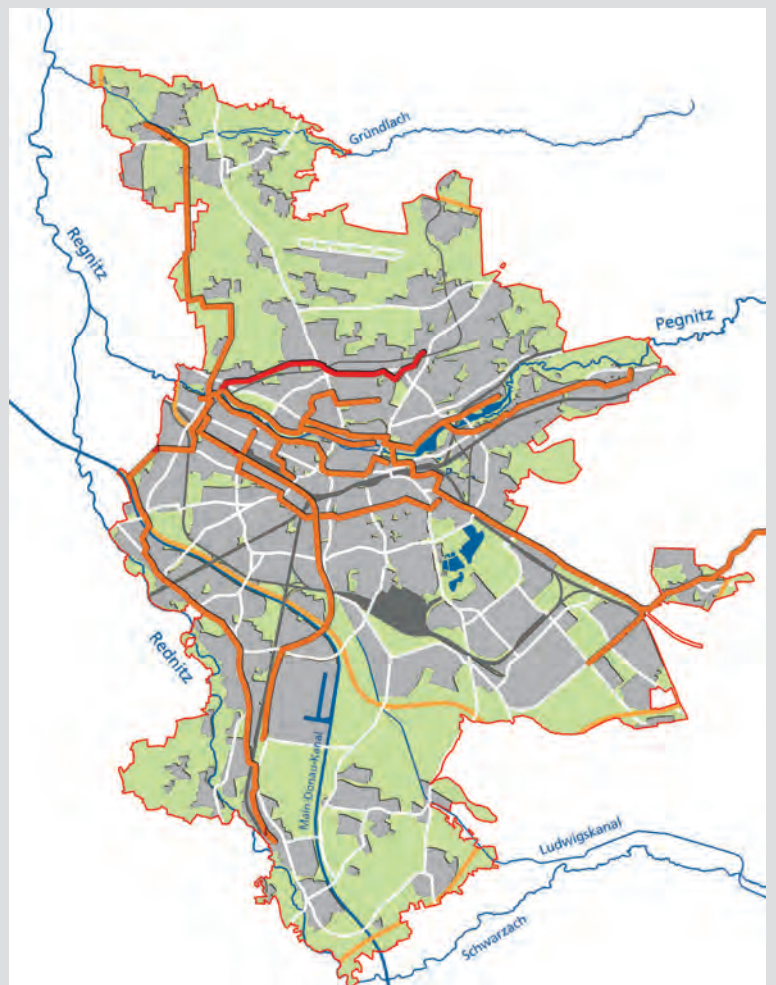 Gründlach
Regnitz
Pegnitz
Rednitz
Main-Donau-Kanal
Ludwigskanal
Schwarzach